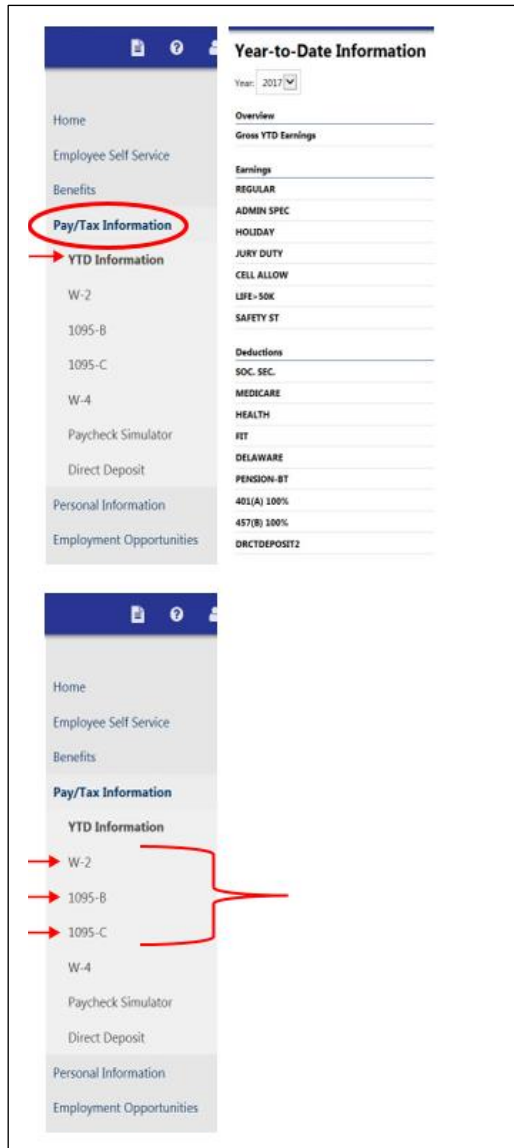 Home
Employee Self Service
Benefits
Pay/Tax Information
YTD Information
W-2
1095-B
1095-C
W-4
Paycheck Simulator
Direct Deposit
Personal Information
Employment Opportunities
Year-to-Date Information
Year: 2017
Overview
Gross YTD Earnings
Earnings
REGULAR
ADMIN SPEC
HOLIDAY
JURY DUTY
CELL ALLOW
LIFE>50K
SAFETY ST
Deductions
SOC. SEC.
MEDICARE
HEALTH
FIT
DELAWARE
PENSION-BT
401(A) 100%
457(B) 100%
DRCTDEPOSIT2
Home
Employee Self Service
Benefits
Pay/Tax Information
YTD Information
W-2
1095-B
1095-C
W-4
Paycheck Simulator
Direct Deposit
Personal Information
Employment Opportunities